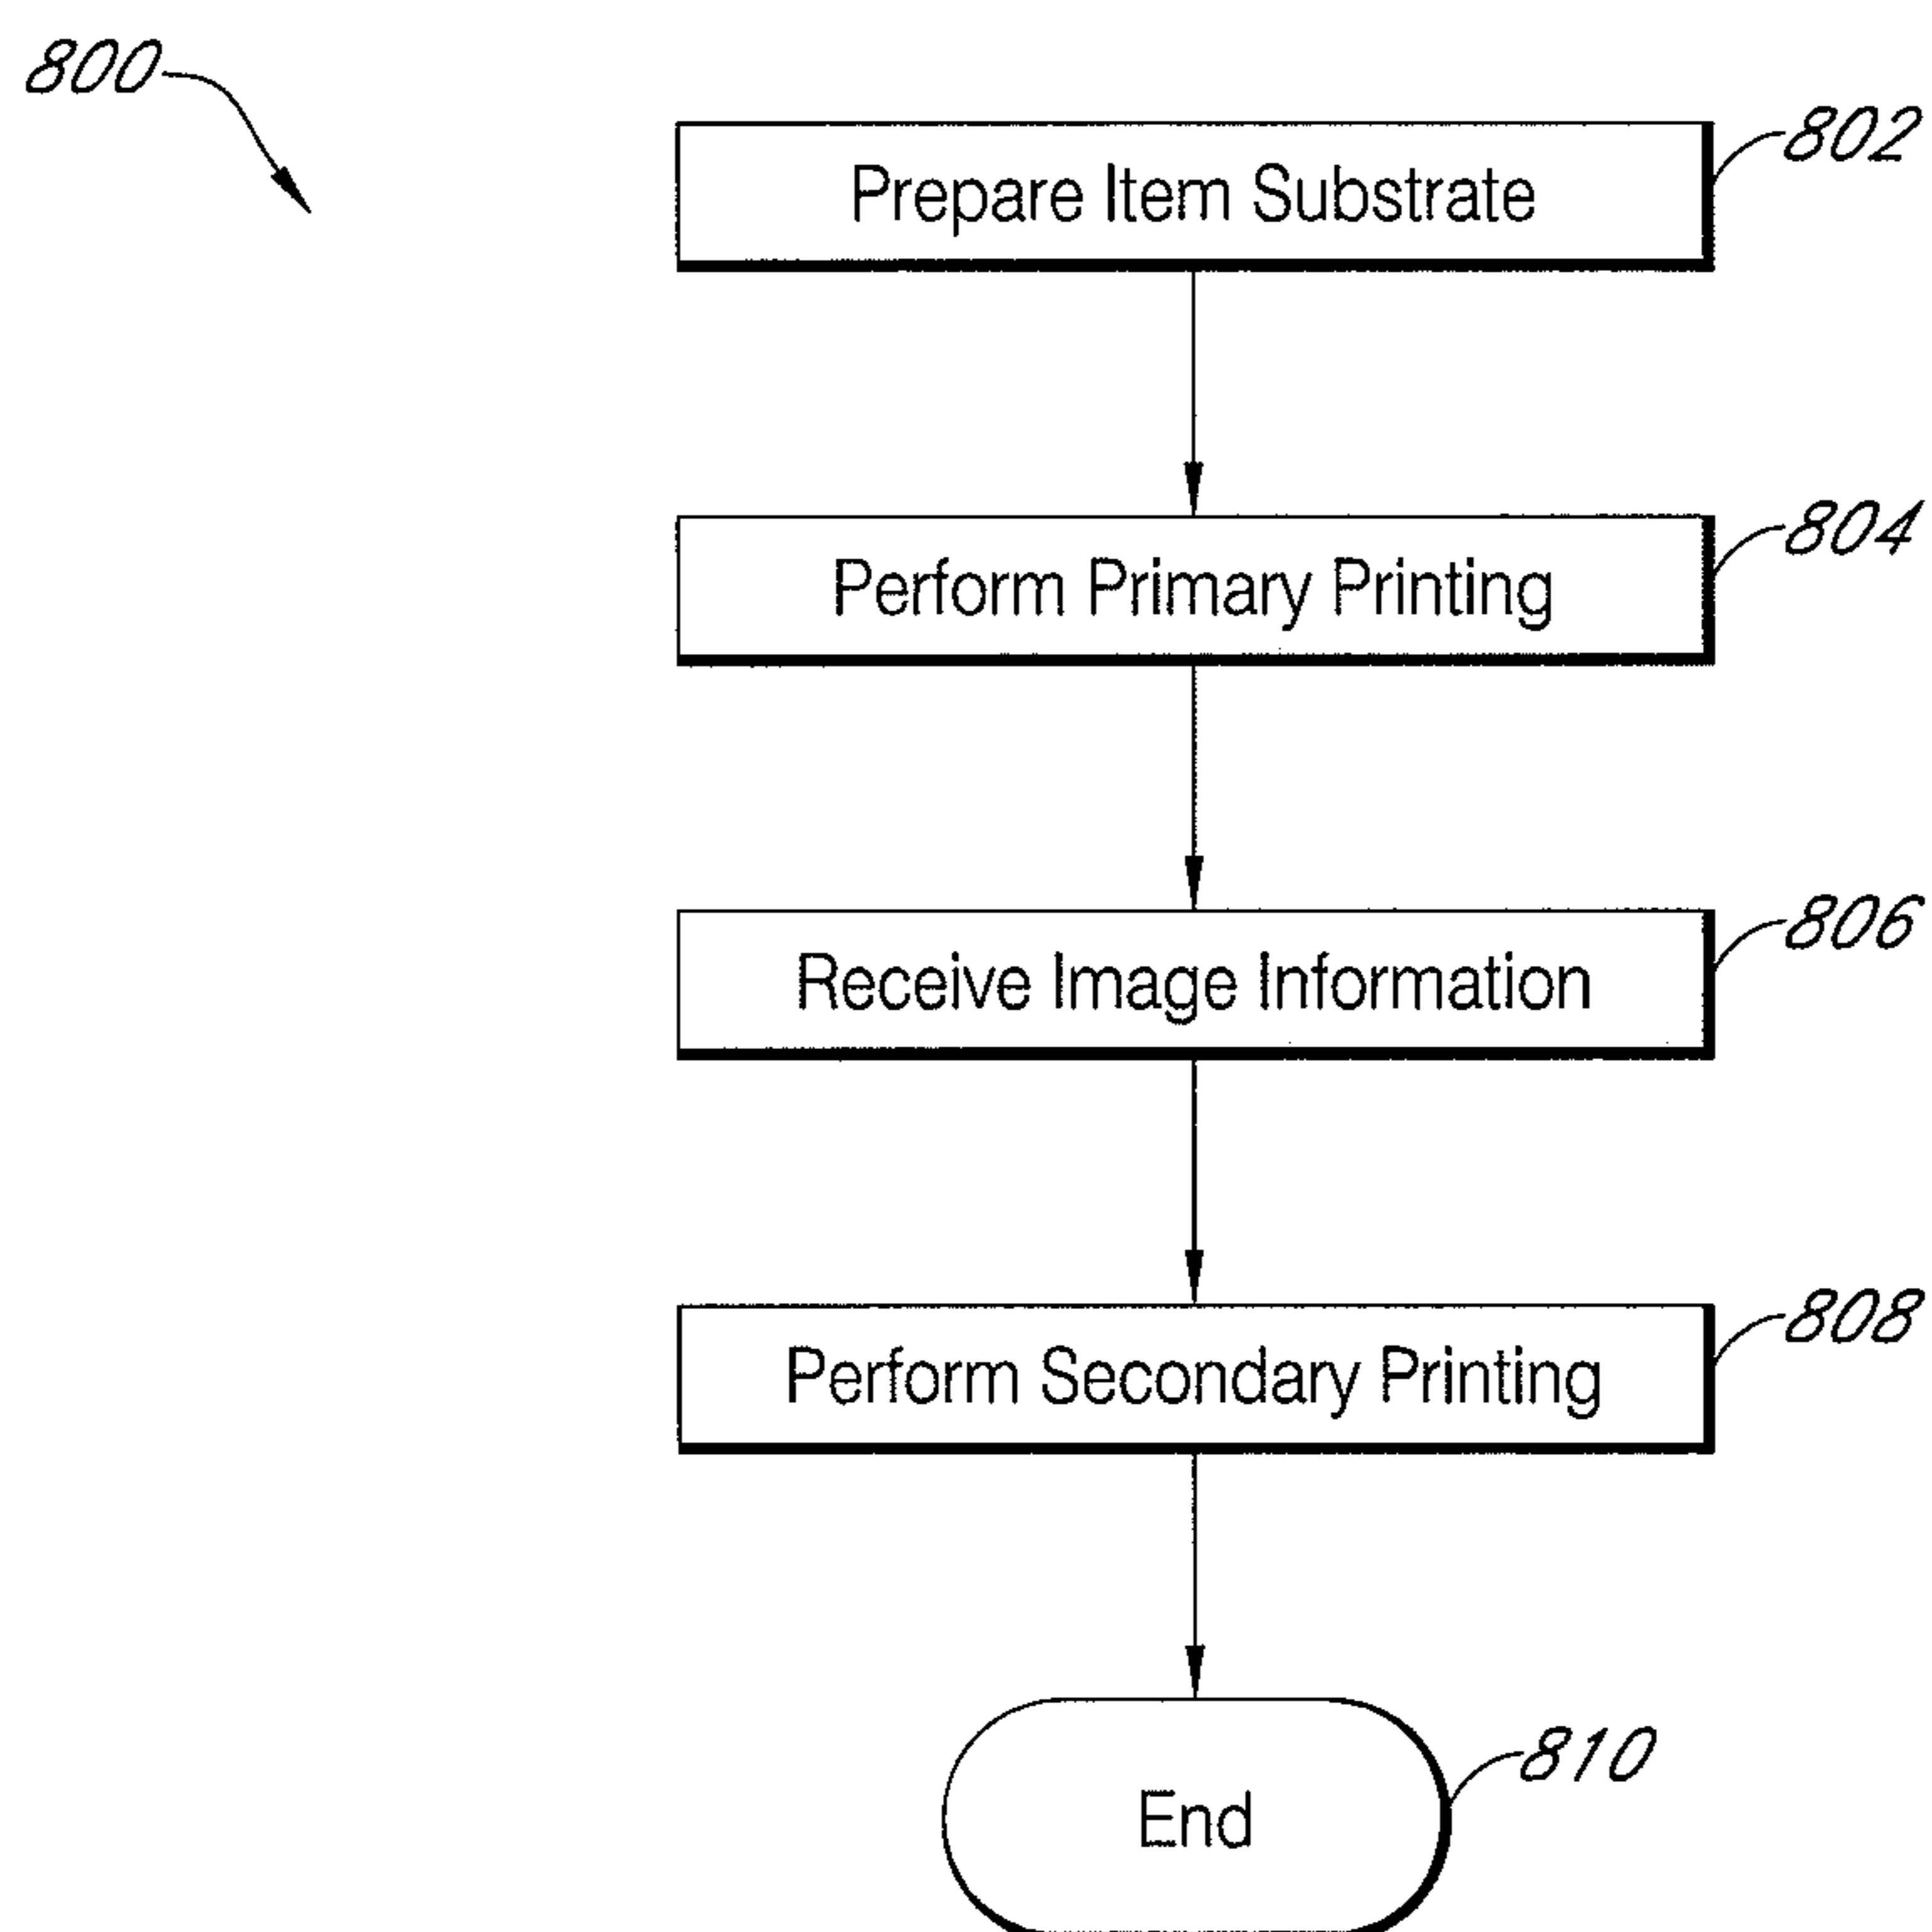 800
802
Prepare Item Substrate
804
Perform Primary Printing
806
Receive Image Information
808
Perform Secondary Printing
810
End